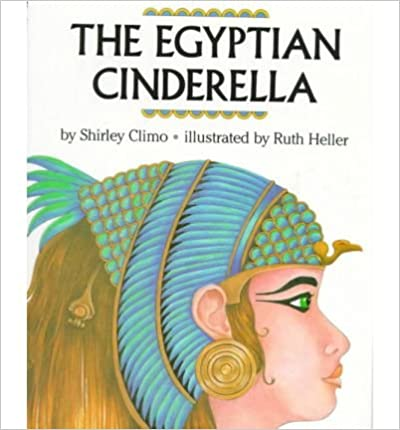 THE EGYPTIAN
CINDERELLA
by Shirley Climo • illustrated by Ruth Heller